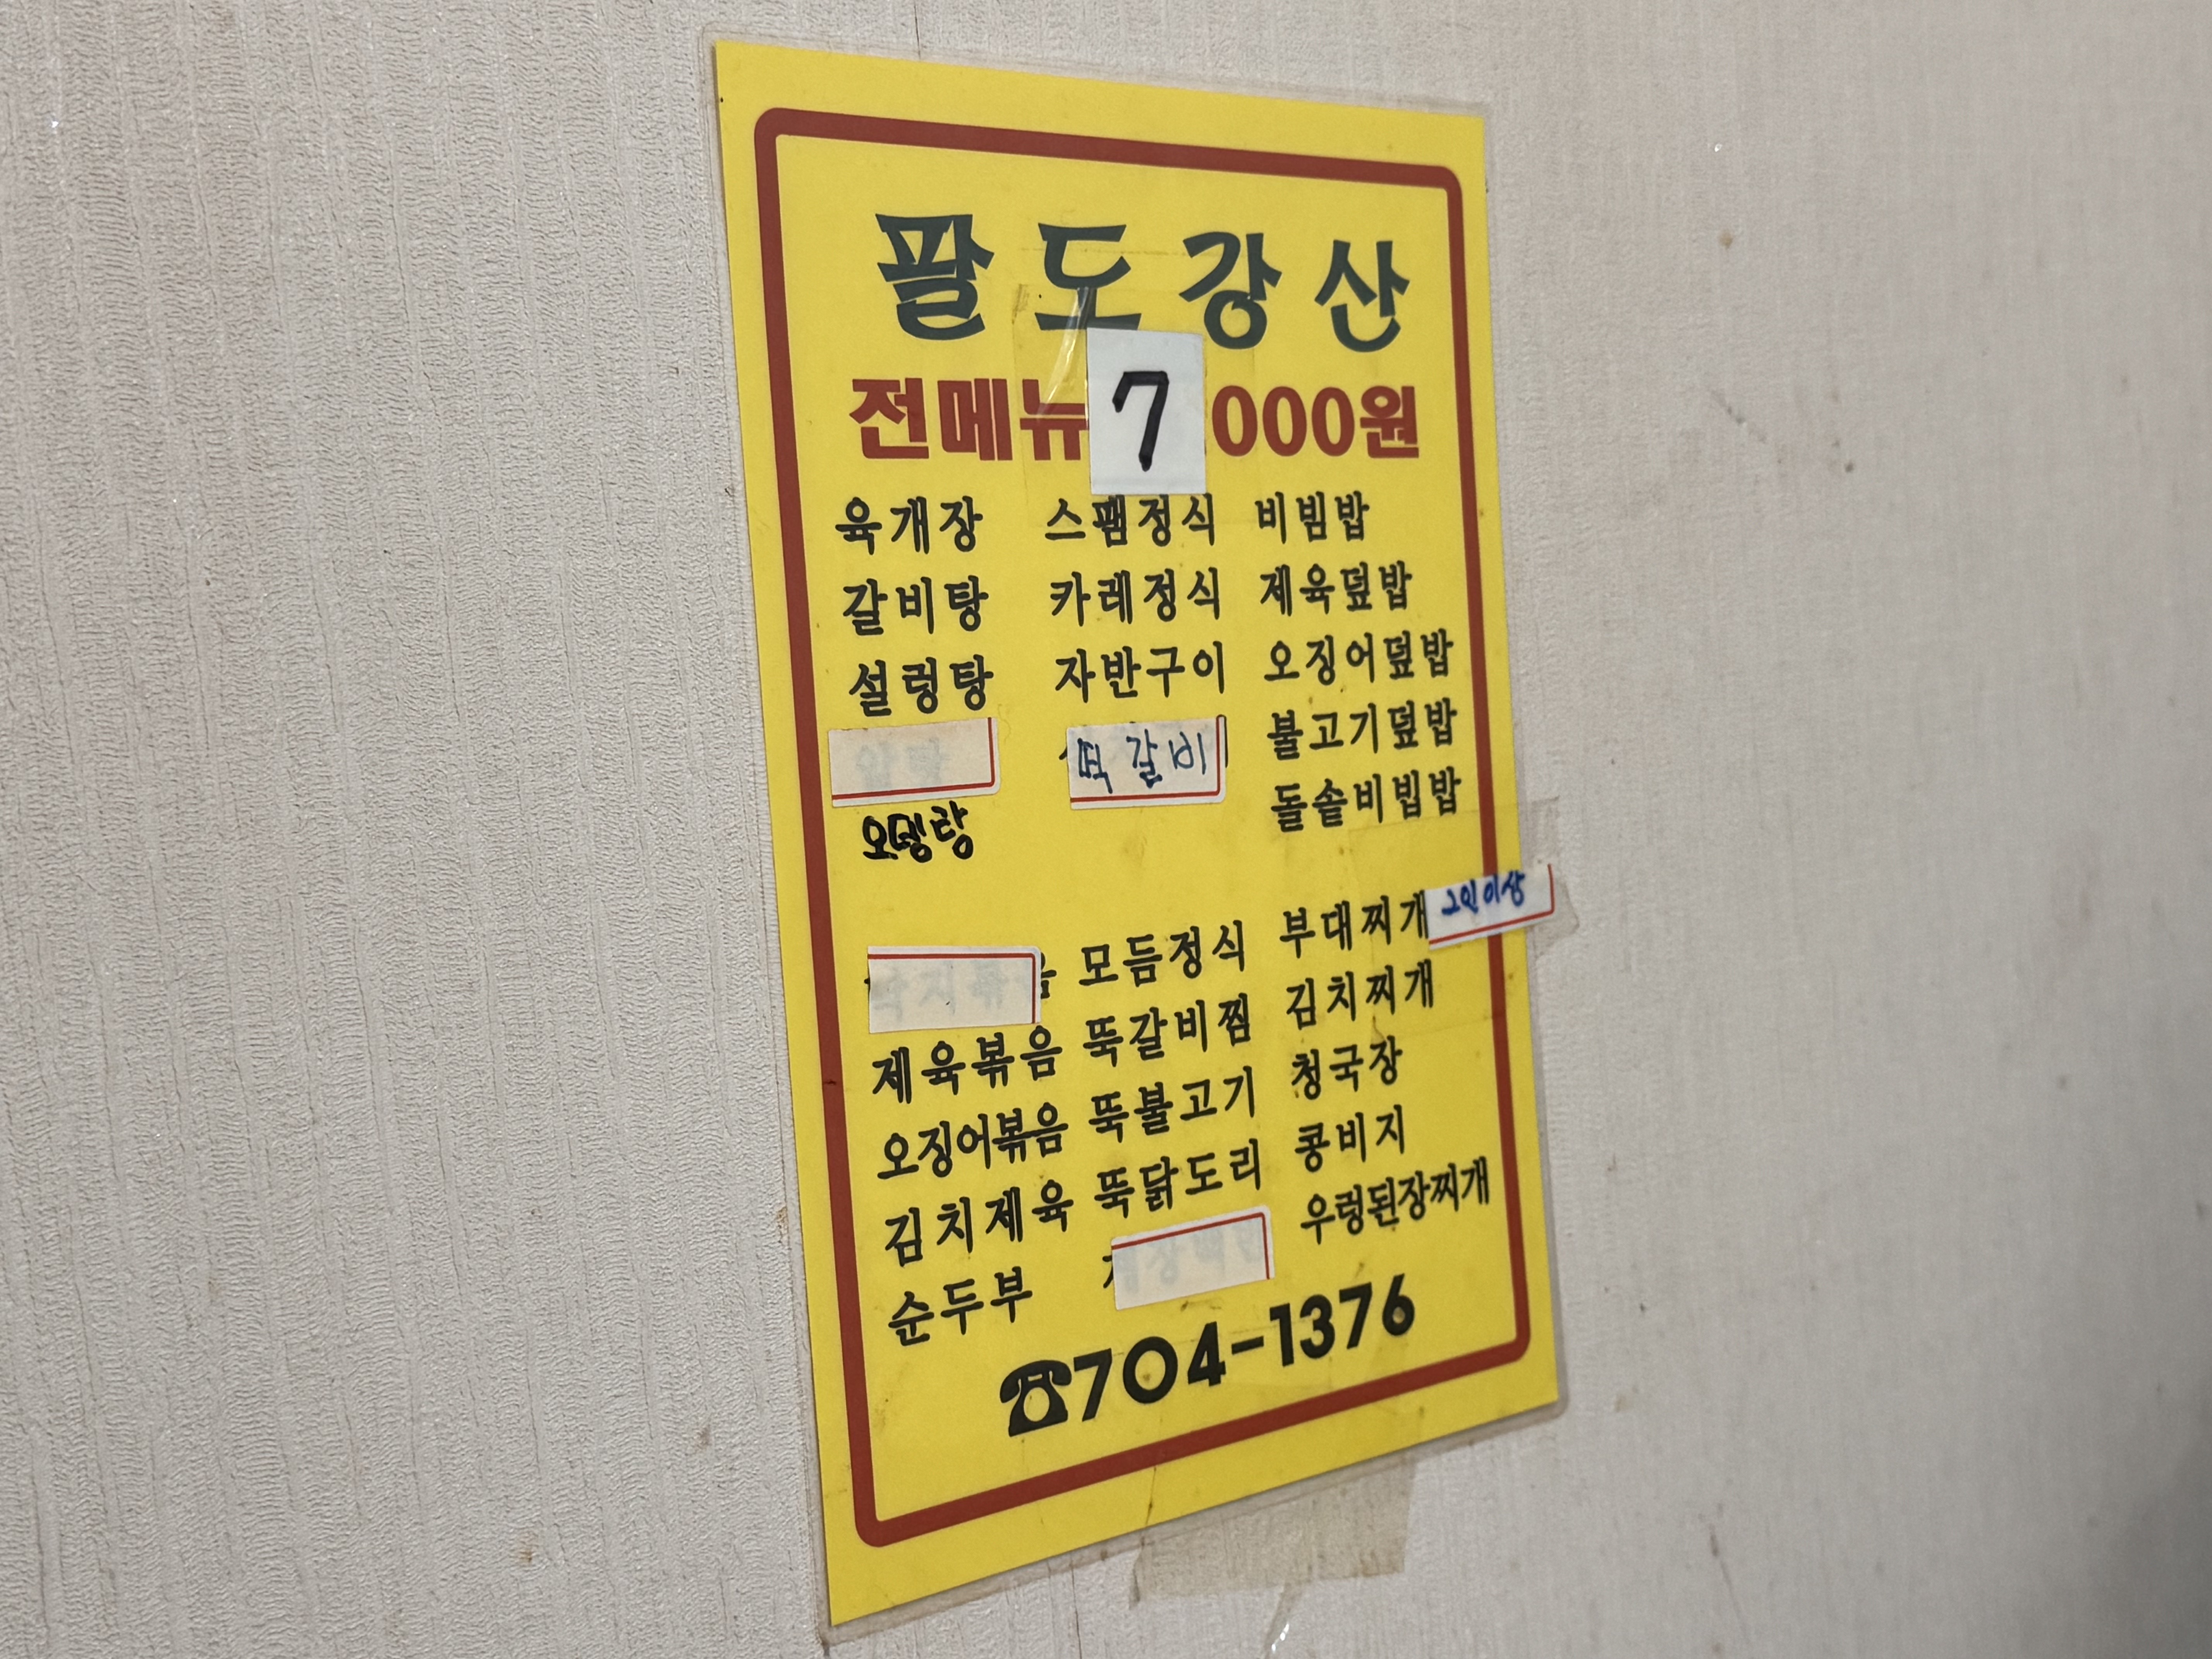 팔도강산
전메뉴 7,000원
육개장 스팸정식 비빔밥
갈비탕 카레정식 제육덮밥
설렁탕 자반구이 오징어덮밥
떡갈비 불고기덮밥
오뎅탕 돌솥비빕밥
모듬정식 부대찌개 2인이상
제육볶음 뚝갈비찜 김치찌개
오징어볶음 뚝불고기 청국장
김치제육 뚝닭도리 콩비지
순두부 우렁된장찌개
☎704-1376